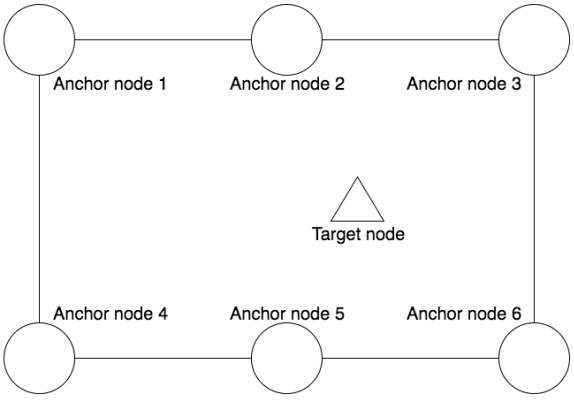 Anchor node 1
Anchor node 2
Anchor node 3
Target node
Anchor node 4
Anchor node 5
Anchor node 6